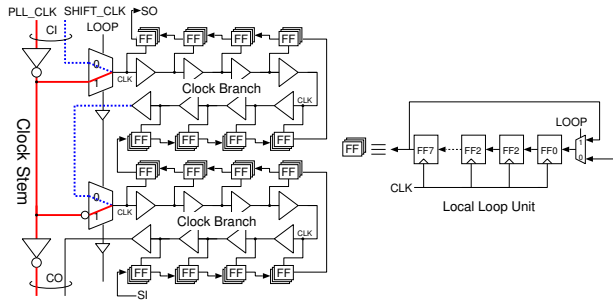 PLL_CLK SHIFT_CLK
CI LOOP SO
FF FF FF FF
0
1
CLK
Clock Branch
CLK
FF FF FF FF
Clock Stem
FF FF FF FF
0
1
CLK
Clock Branch
CLK
FF FF FF FF
CO
SI
LOOP
FF FF7 FF2 FF2 FF0 1
0
CLK
Local Loop Unit